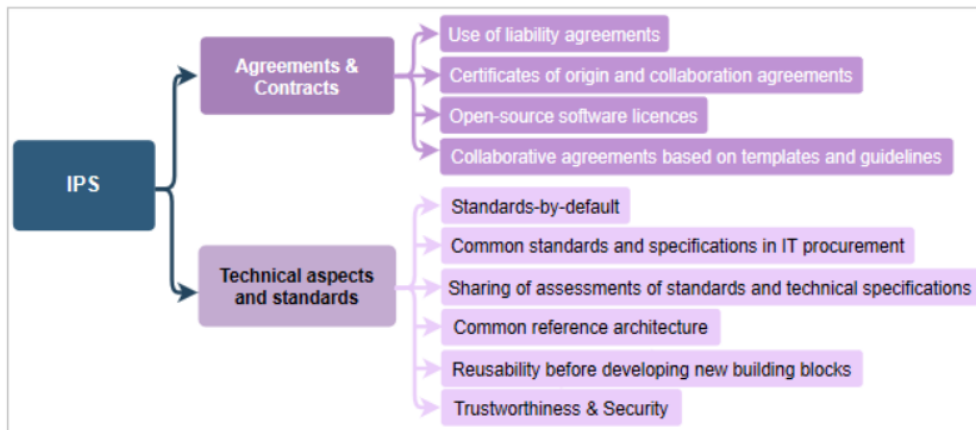 IPS
Agreements &
Contracts
Use of liability agreements
Certificates of origin and collaboration agreements
Open-source software licences
Collaborative agreements based on templates and guidelines
Technical aspects
and standards
Standards-by-default
Common standards and specifications in IT procurement
Sharing of assessments of standards and technical specifications
Common reference architecture
Reusability before developing new building blocks
Trustworthiness & Security